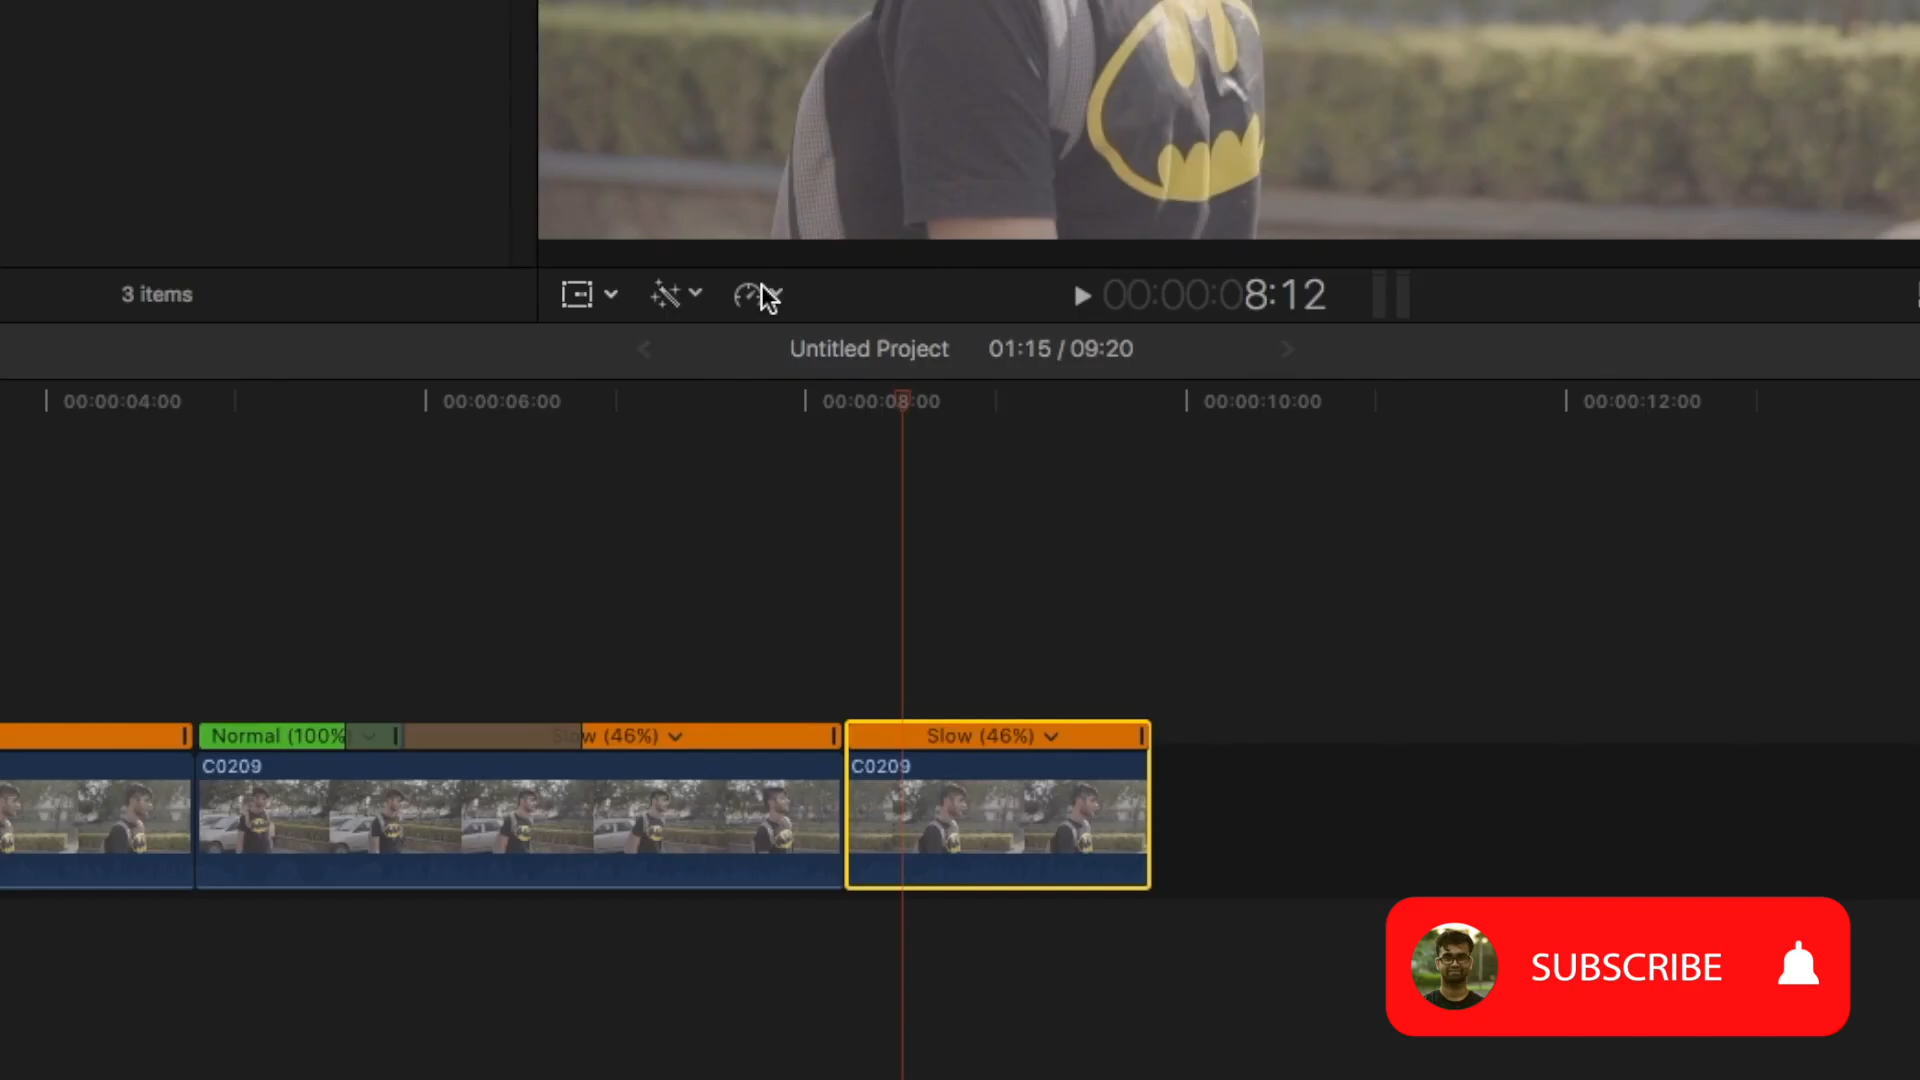 3 items
00:00:08:12
Untitled Project 01:15 / 09:20
00:00:04:00 00:00:06:00 00:00:08:00 00:00:10:00 00:00:12:00
Normal (100% Slow (46%) Slow (46%)
C0209 C0209
SUBSCRIBE